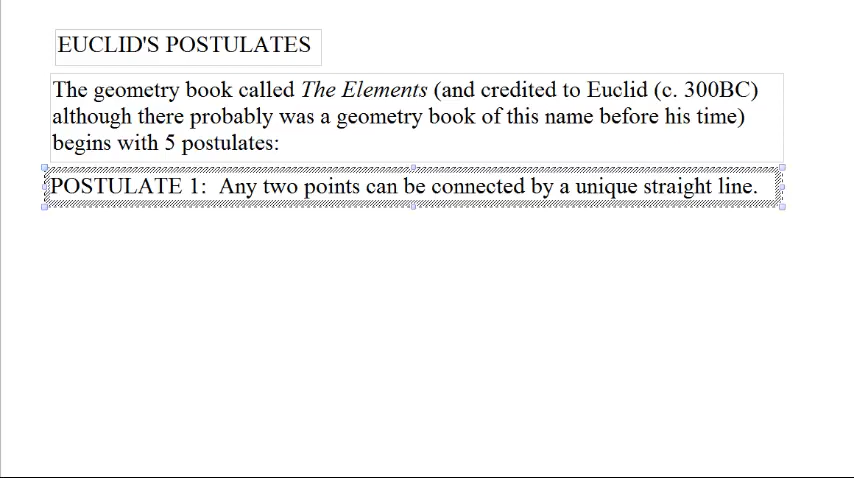 EUCLID'S POSTULATES
The geometry book called The Elements (and credited to Euclid (c. 300BC)
although there probably was a geometry book of this name before his time)
begins with 5 postulates:
POSTULATE 1:  Any two points can be connected by a unique straight line.